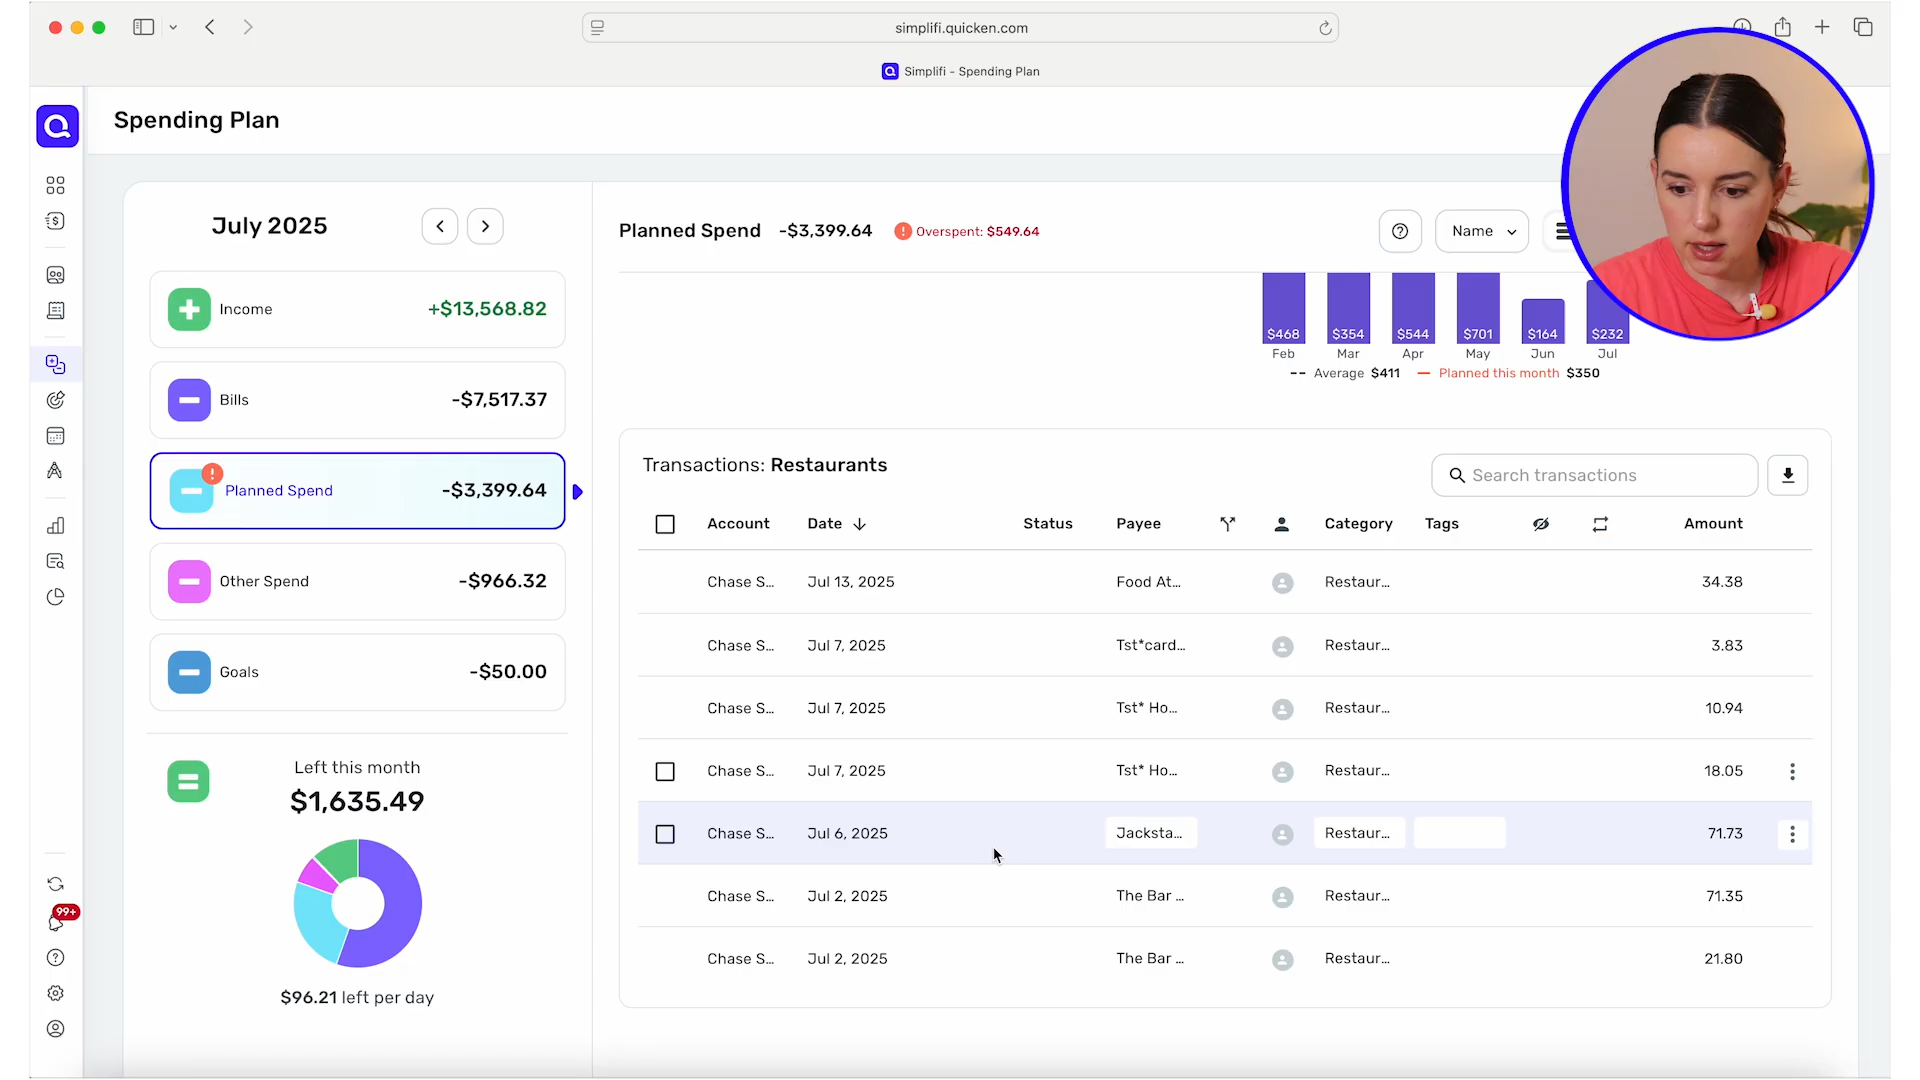 simplifi.quicken.com
Simplifi - Spending Plan
Spending Plan
July 2025
Income +$13,568.82
Bills -$7,517.37
! Planned Spend -$3,399.64
Other Spend -$966.32
Goals -$50.00
Left this month
$1,635.49
$96.21 left per day
99+
Planned Spend -$3,399.64 ! Overspent: $549.64
Name
$468 $354 $544 $701 $164 $232
Feb Mar Apr May Jun Jul
Average $411 Planned this month $350
Transactions: Restaurants
Search transactions
Account Date Status Payee Category Tags Amount
Chase S... Jul 13, 2025 Food At... Restaur... 34.38
Chase S... Jul 7, 2025 Tst*card... Restaur... 3.83
Chase S... Jul 7, 2025 Tst* Ho... Restaur... 10.94
Chase S... Jul 7, 2025 Tst* Ho... Restaur... 18.05
Chase S... Jul 6, 2025 Jacksta... Restaur... 71.73
Chase S... Jul 2, 2025 The Bar ... Restaur... 71.35
Chase S... Jul 2, 2025 The Bar ... Restaur... 21.80